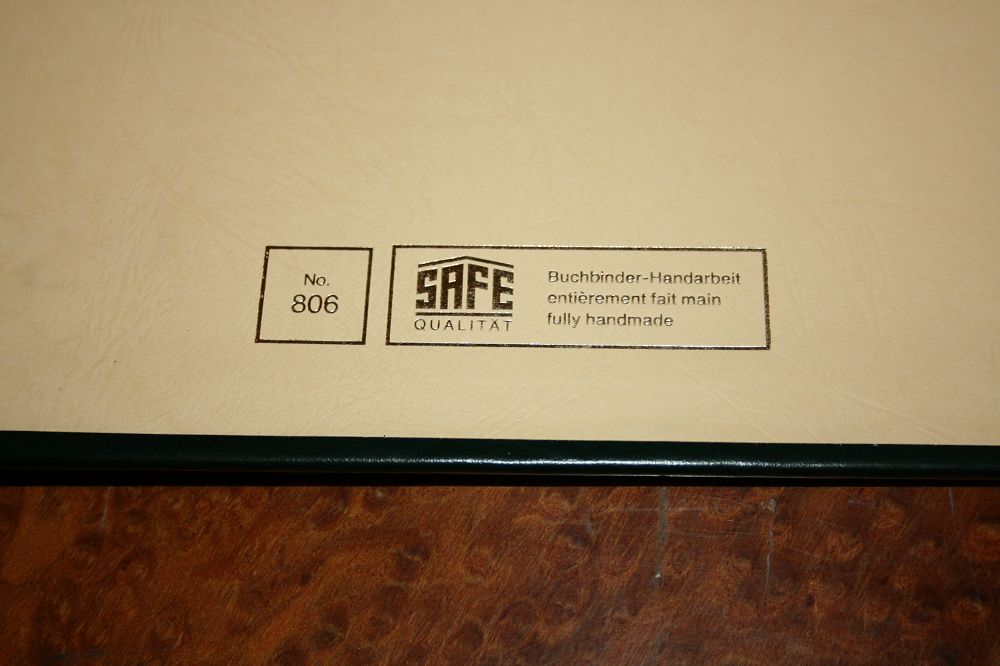 No.
806
SAFE
QUALITÄT
Buchbinder-Handarbeit
entièrement fait main
fully handmade